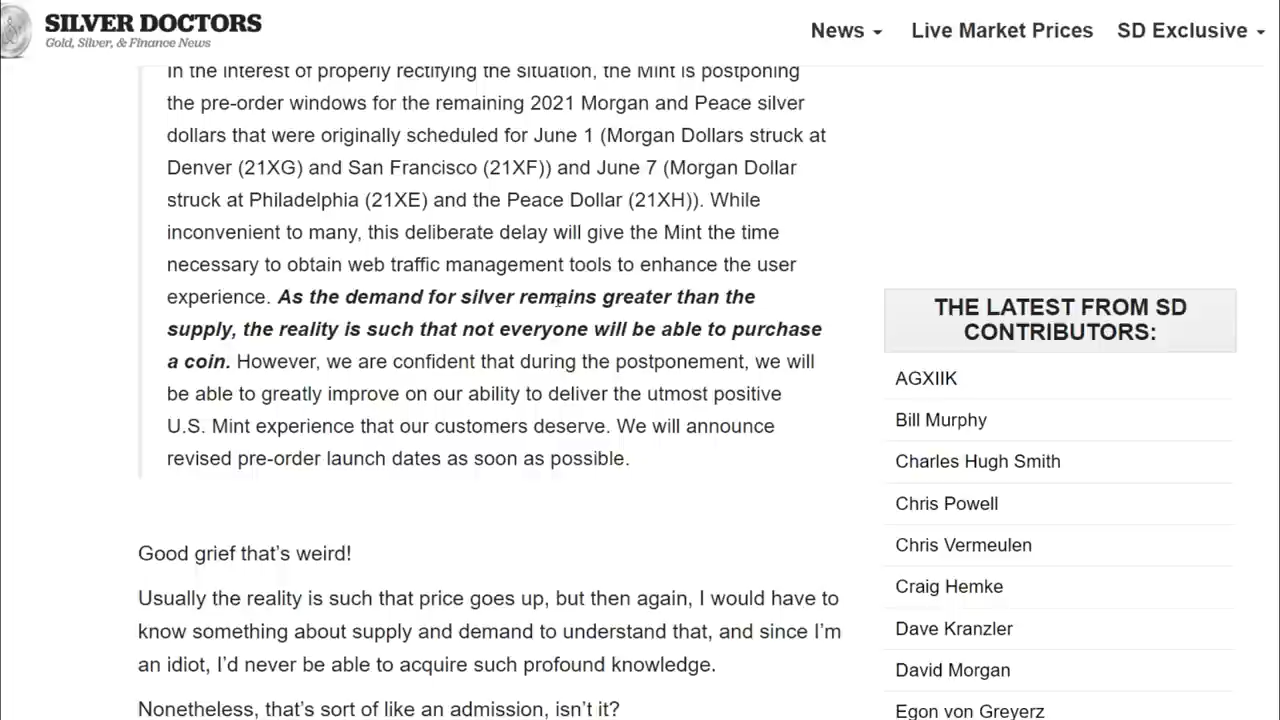 SILVER DOCTORS
Gold, Silver, & Finance News
News
Live Market Prices
SD Exclusive
In the interest of properly rectifying the situation, the Mint is postponing
the pre-order windows for the remaining 2021 Morgan and Peace silver
dollars that were originally scheduled for June 1 (Morgan Dollars struck at
Denver (21XG) and San Francisco (21XF)) and June 7 (Morgan Dollar
struck at Philadelphia (21XE) and the Peace Dollar (21XH)). While
inconvenient to many, this deliberate delay will give the Mint the time
necessary to obtain web traffic management tools to enhance the user
experience. As the demand for silver remains greater than the
supply, the reality is such that not everyone will be able to purchase
a coin. However, we are confident that during the postponement, we will
be able to greatly improve on our ability to deliver the utmost positive
U.S. Mint experience that our customers deserve. We will announce
revised pre-order launch dates as soon as possible.
Good grief that's weird!
Usually the reality is such that price goes up, but then again, I would have to
know something about supply and demand to understand that, and since I'm
an idiot, I'd never be able to acquire such profound knowledge.
Nonetheless, that's sort of like an admission, isn't it?
THE LATEST FROM SD
CONTRIBUTORS:
AGXIIK
Bill Murphy
Charles Hugh Smith
Chris Powell
Chris Vermeulen
Craig Hemke
Dave Kranzler
David Morgan
Egon von Greyerz